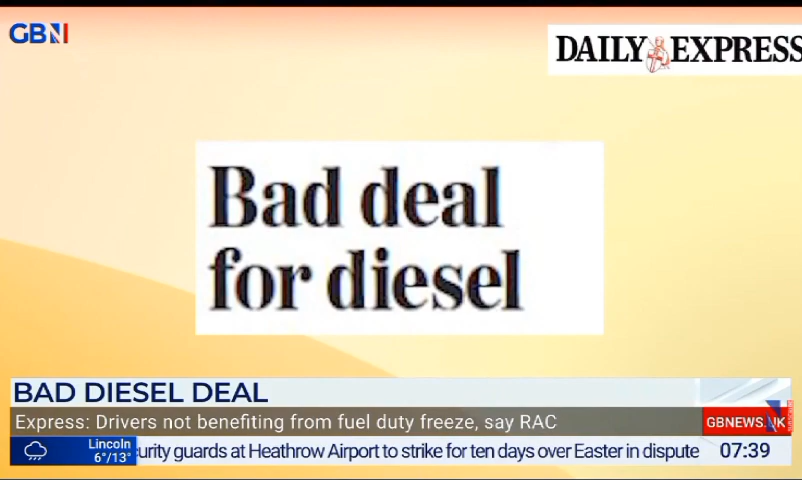 GBN
DAILY EXPRESS
Bad deal
for diesel
BAD DIESEL DEAL
Express: Drivers not benefiting from fuel duty freeze, say RAC
GBNEWS.UK
Lincoln
6°/13°
curity guards at Heathrow Airport to strike for ten days over Easter in dispute
07:39